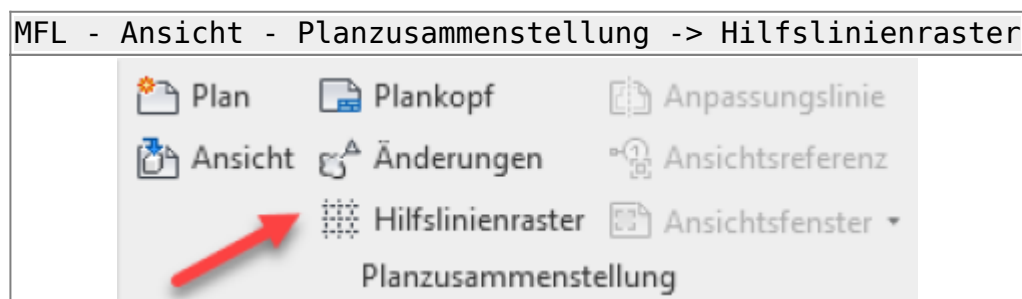 MFL - Ansicht - Planzusammenstellung -> Hilfslinienraster
Plan Plankopf Anpassungslinie
Ansicht Änderungen Ansichtsreferenz
Hilfslinienraster Ansichtsfenster
Planzusammenstellung